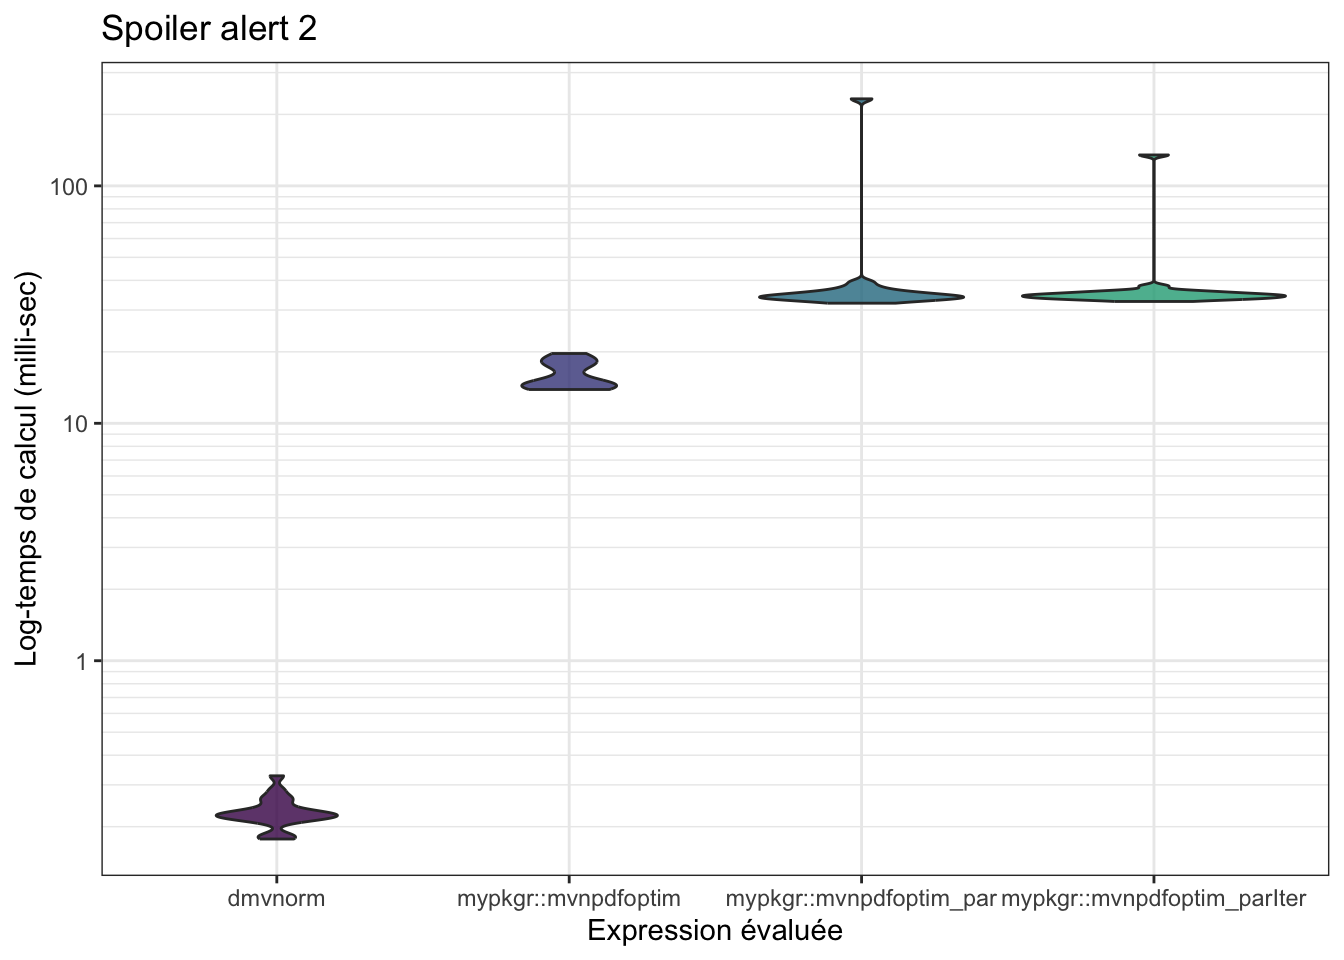 Spoiler alert 2
Log-temps de calcul (milli-sec)
100
10
1
dmvnorm
mypkgr::mvnpdfoptim
mypkgr::mvnpdfoptim_par
mypkgr::mvnpdfoptim_parIter
Expression évaluée